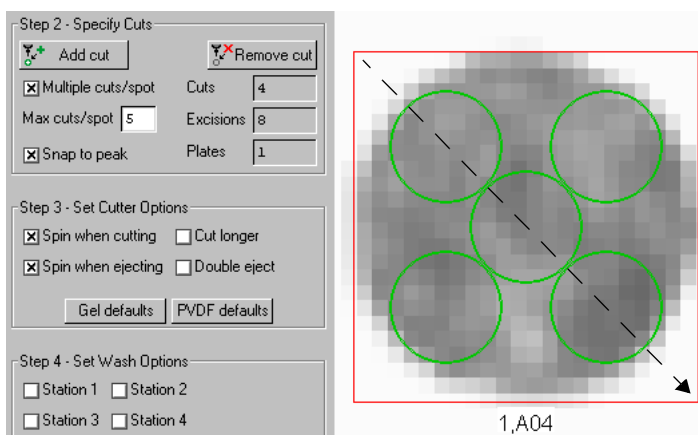 Step 2 - Specify Cuts
Add cut
Remove cut
Multiple cuts/spot
Cuts
4
Max cuts/spot
5
Excisions
8
Snap to peak
Plates
1
Step 3 - Set Cutter Options
Spin when cutting
Cut longer
Spin when ejecting
Double eject
Gel defaults
PVDF defaults
Step 4 - Set Wash Options
Station 1
Station 2
Station 3
Station 4
1,A04